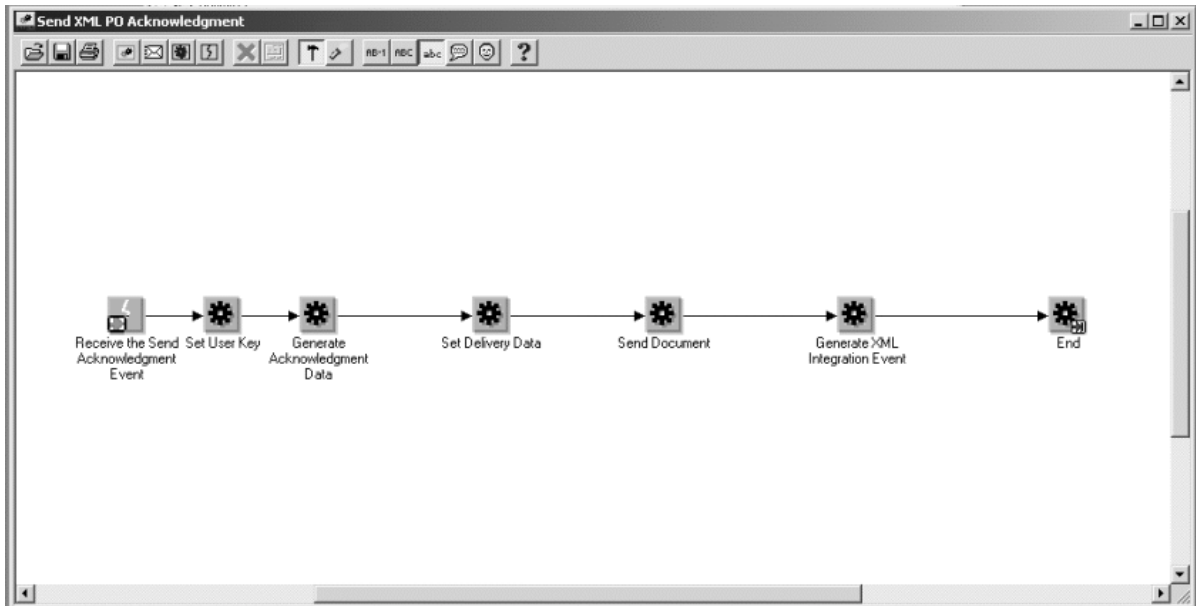 Send XML PO Acknowledgment
AB-1 ABC abc ?
Receive the Send
Acknowledgment
Event
Set User Key
Generate
Acknowledgment
Data
Set Delivery Data
Send Document
Generate XML
Integration Event
End